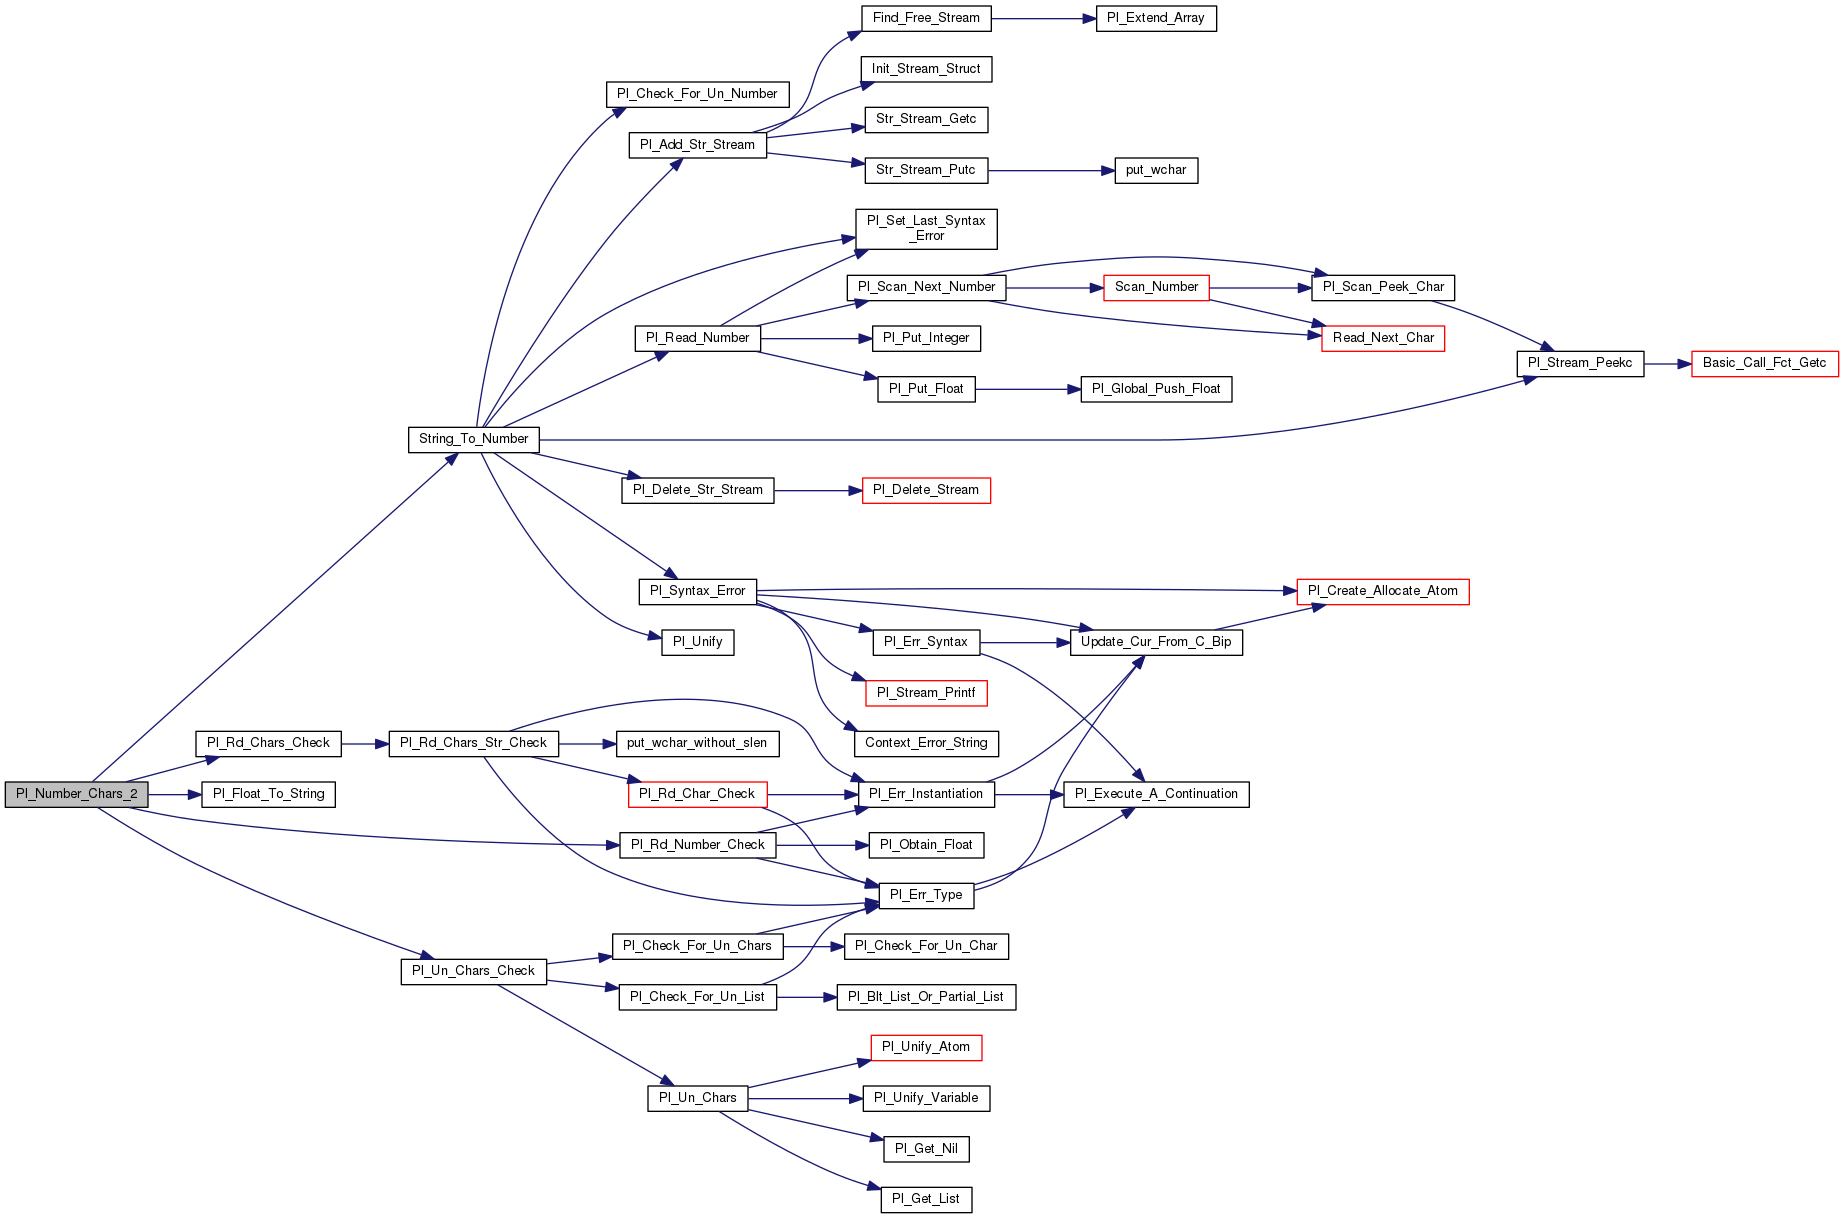 Find_Free_Stream
Pl_Extend_Array
Init_Stream_Struct
Pl_Check_For_Un_Number
Str_Stream_Getc
Pl_Add_Str_Stream
Str_Stream_Putc
put_wchar
Pl_Set_Last_Syntax
_Error
Pl_Scan_Next_Number
Scan_Number
Pl_Scan_Peek_Char
Pl_Read_Number
Pl_Put_Integer
Read_Next_Char
Pl_Stream_Peekc
Basic_Call_Fct_Getc
Pl_Put_Float
Pl_Global_Push_Float
String_To_Number
Pl_Delete_Str_Stream
Pl_Delete_Stream
Pl_Syntax_Error
Pl_Create_Allocate_Atom
Pl_Unify
Pl_Err_Syntax
Update_Cur_From_C_Bip
Pl_Stream_Printf
Pl_Rd_Chars_Check
Pl_Rd_Chars_Str_Check
put_wchar_without_slen
Context_Error_String
Pl_Number_Chars_2
Pl_Float_To_String
Pl_Rd_Char_Check
Pl_Err_Instantiation
Pl_Execute_A_Continuation
Pl_Rd_Number_Check
Pl_Obtain_Float
Pl_Err_Type
Pl_Check_For_Un_Chars
Pl_Check_For_Un_Char
Pl_Un_Chars_Check
Pl_Check_For_Un_List
Pl_Blt_List_Or_Partial_List
Pl_Unify_Atom
Pl_Un_Chars
Pl_Unify_Variable
Pl_Get_Nil
Pl_Get_List